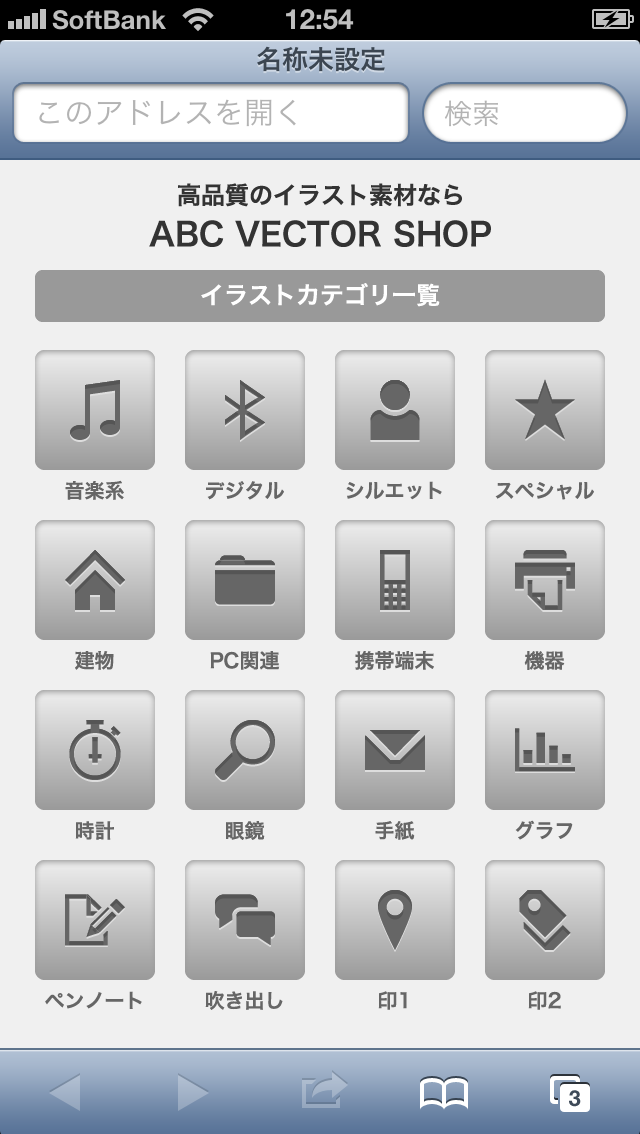 SoftBank 12:54
名称未設定
このアドレスを開く 検索
高品質のイラスト素材なら
ABC VECTOR SHOP
イラストカテゴリ一覧
音楽系 デジタル シルエット スペシャル
建物 PC関連 携帯端末 機器
時計 眼鏡 手紙 グラフ
ペンノート 吹き出し 印1 印2
3